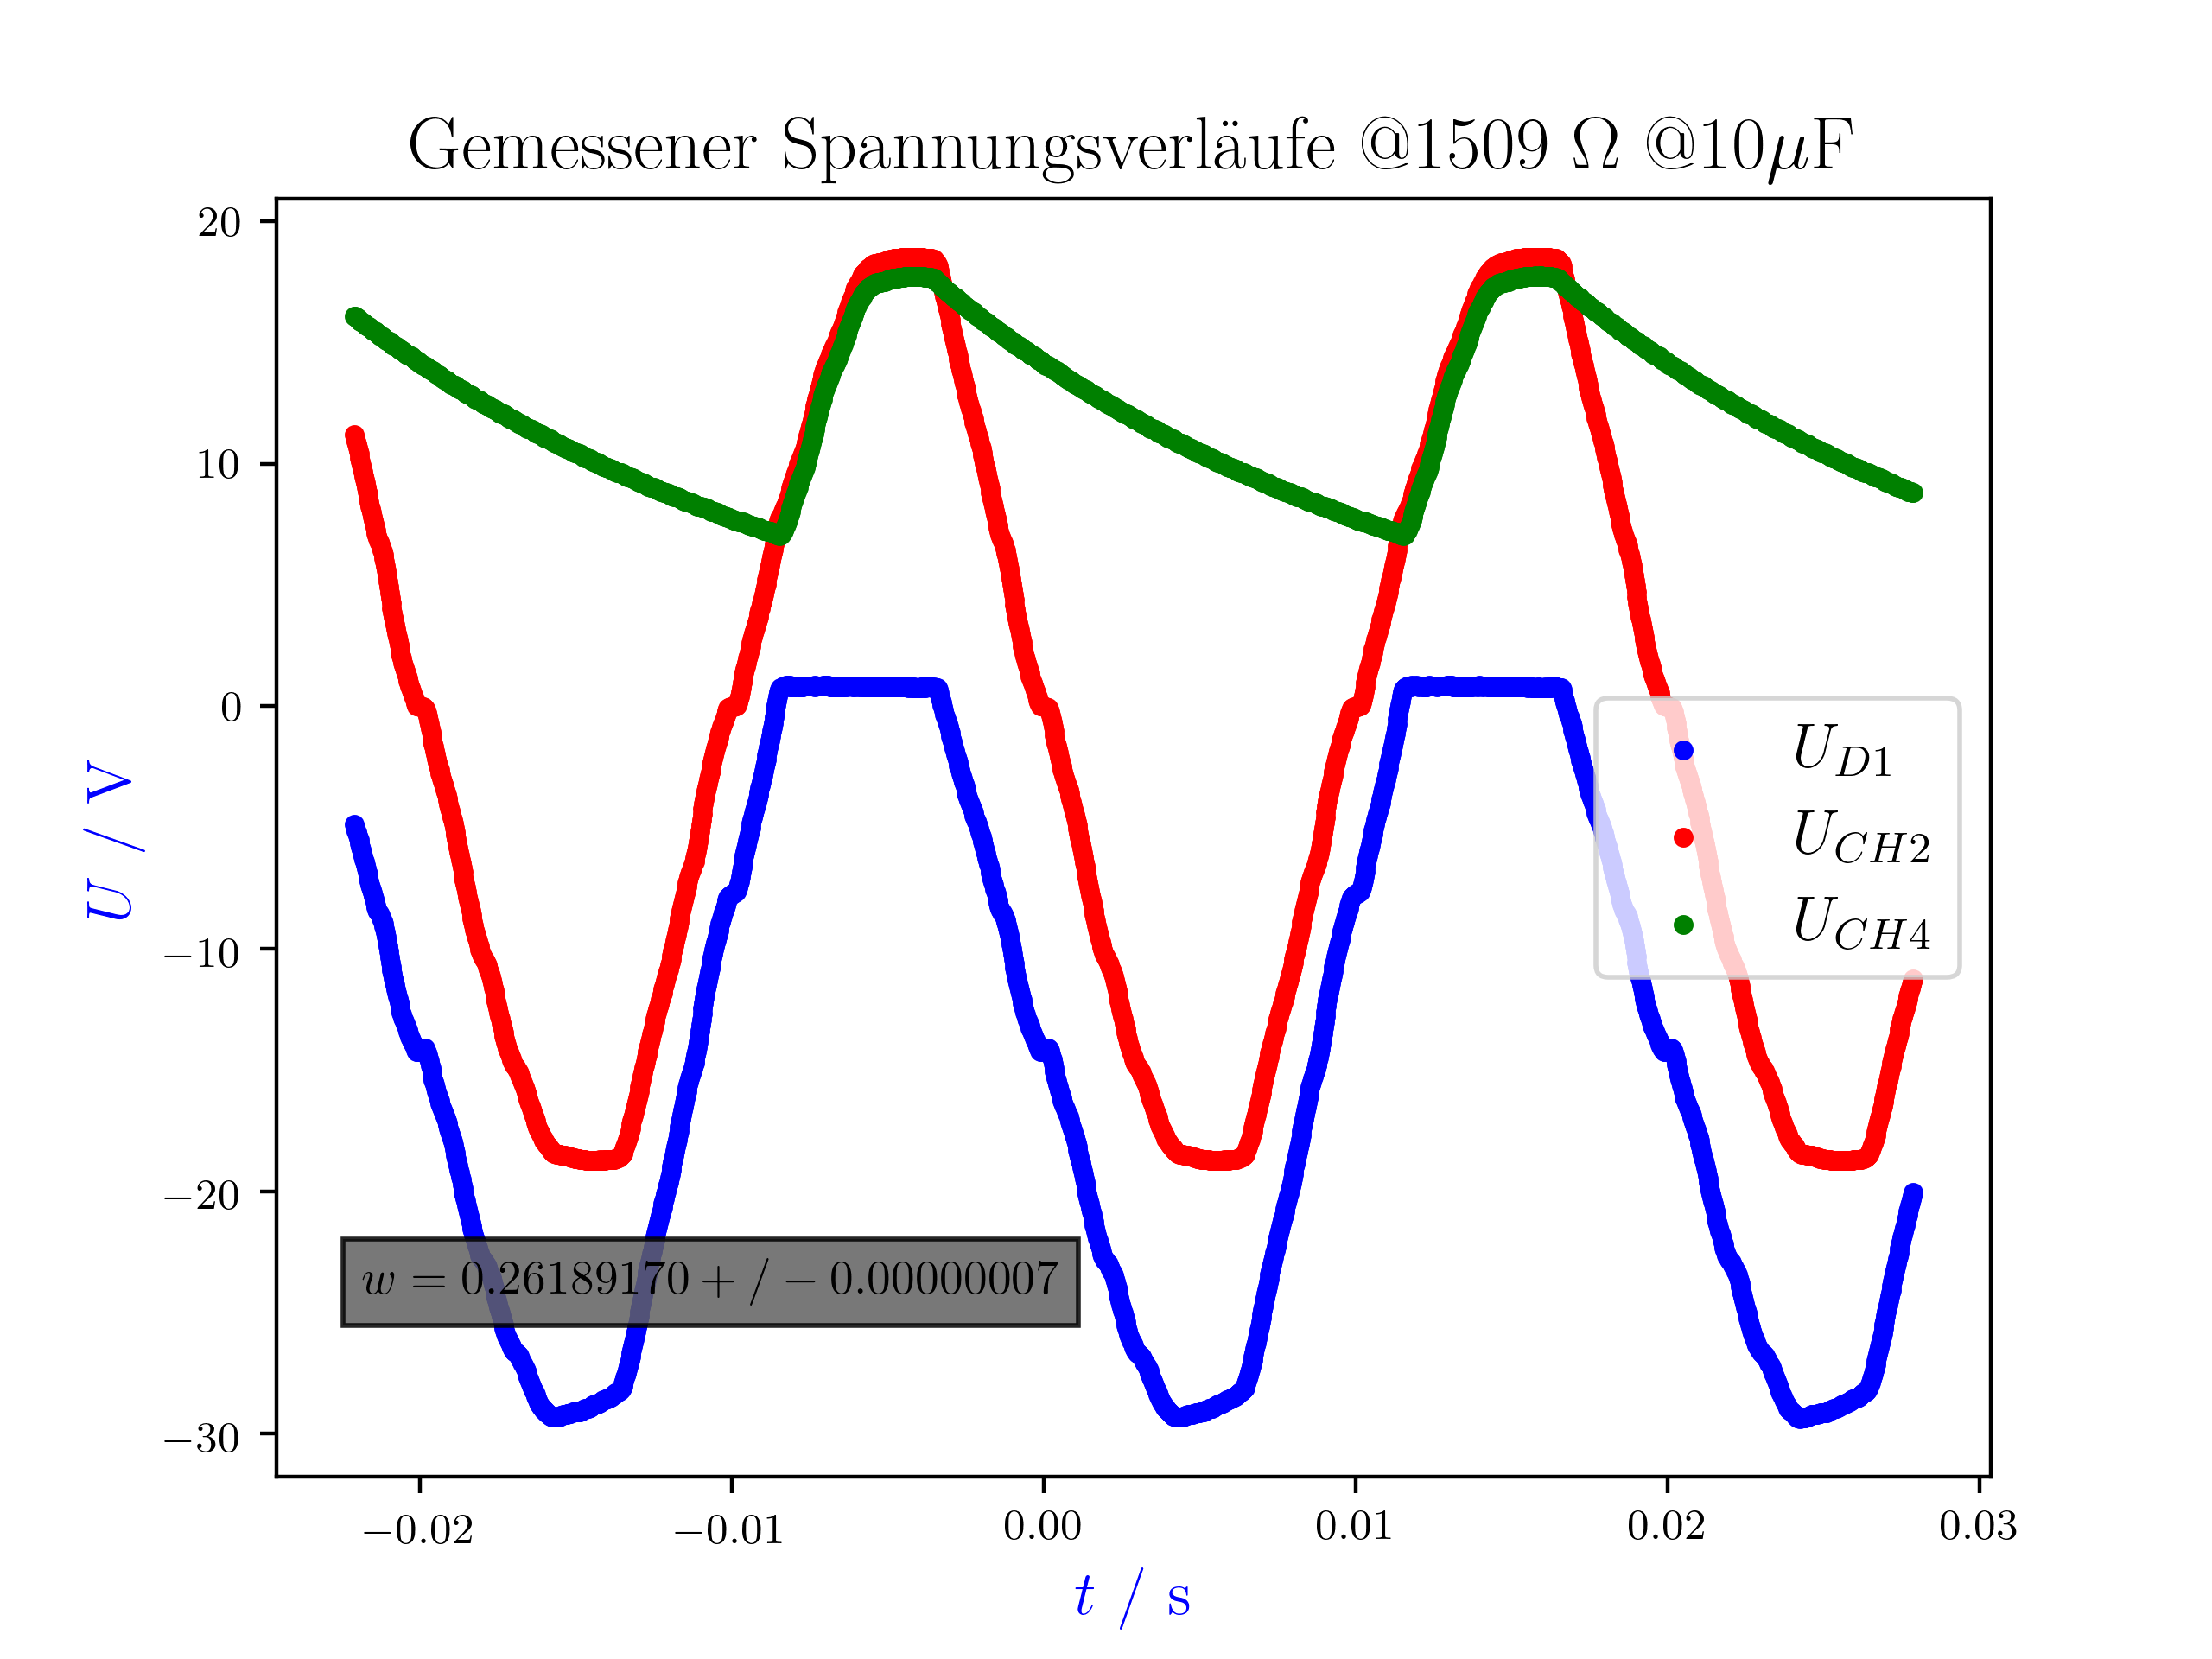 Gemessener Spannungsverläufe @1509 Ω @10μF
20
10
0
−10
−20
−30
U / V
U_{D1}
U_{CH2}
U_{CH4}
w = 0.26189170 + / − 0.00000007
−0.02 −0.01 0.00 0.01 0.02 0.03
t / s